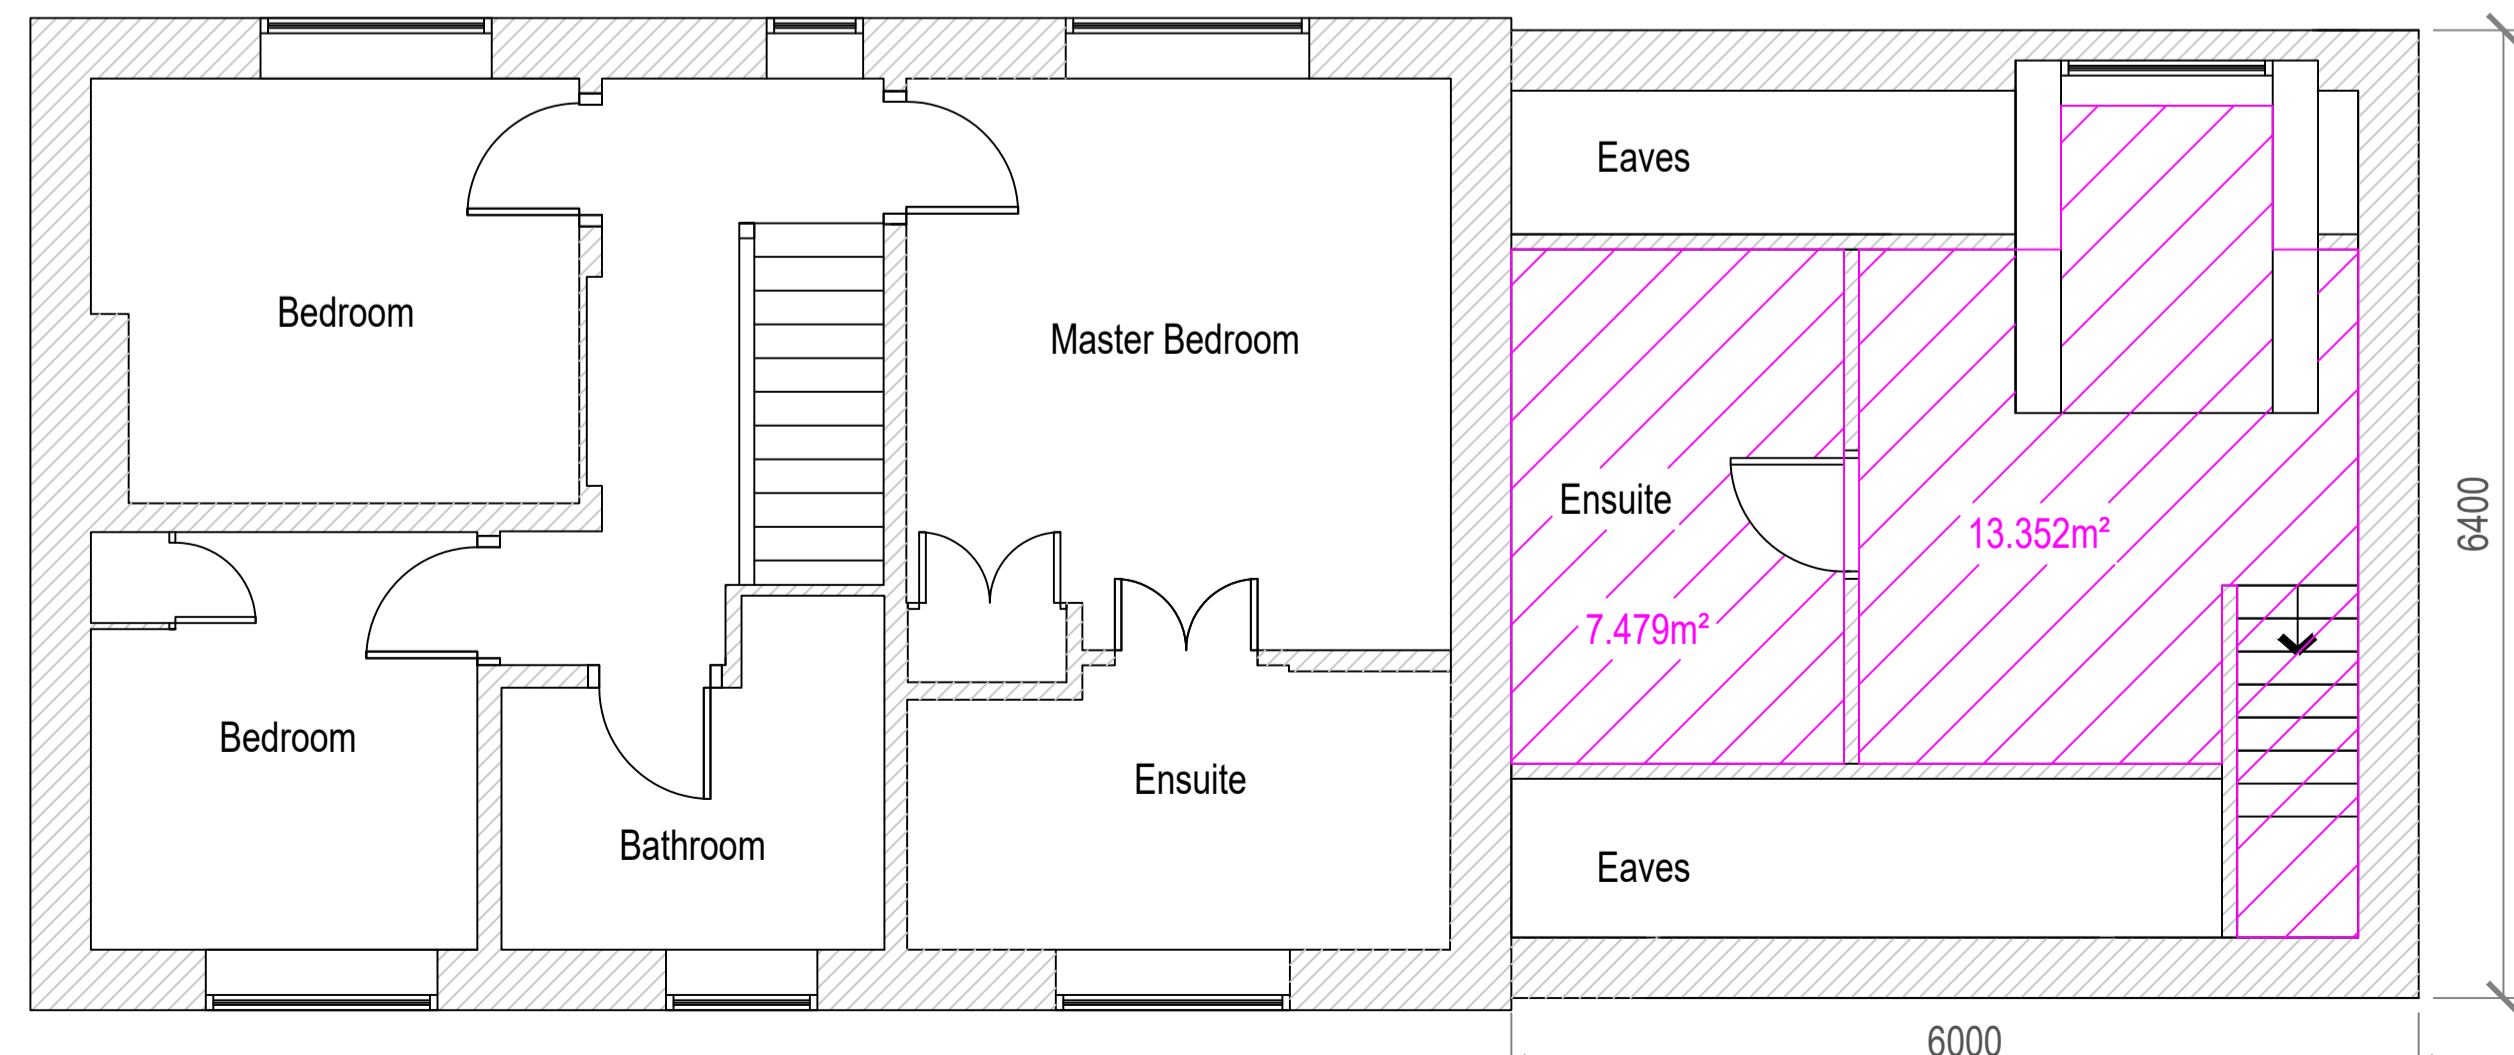 Eaves
Bedroom
Master Bedroom
Ensuite
13.352m²
6400
7.479m²
Bedroom
Ensuite
Bathroom
Eaves
6000